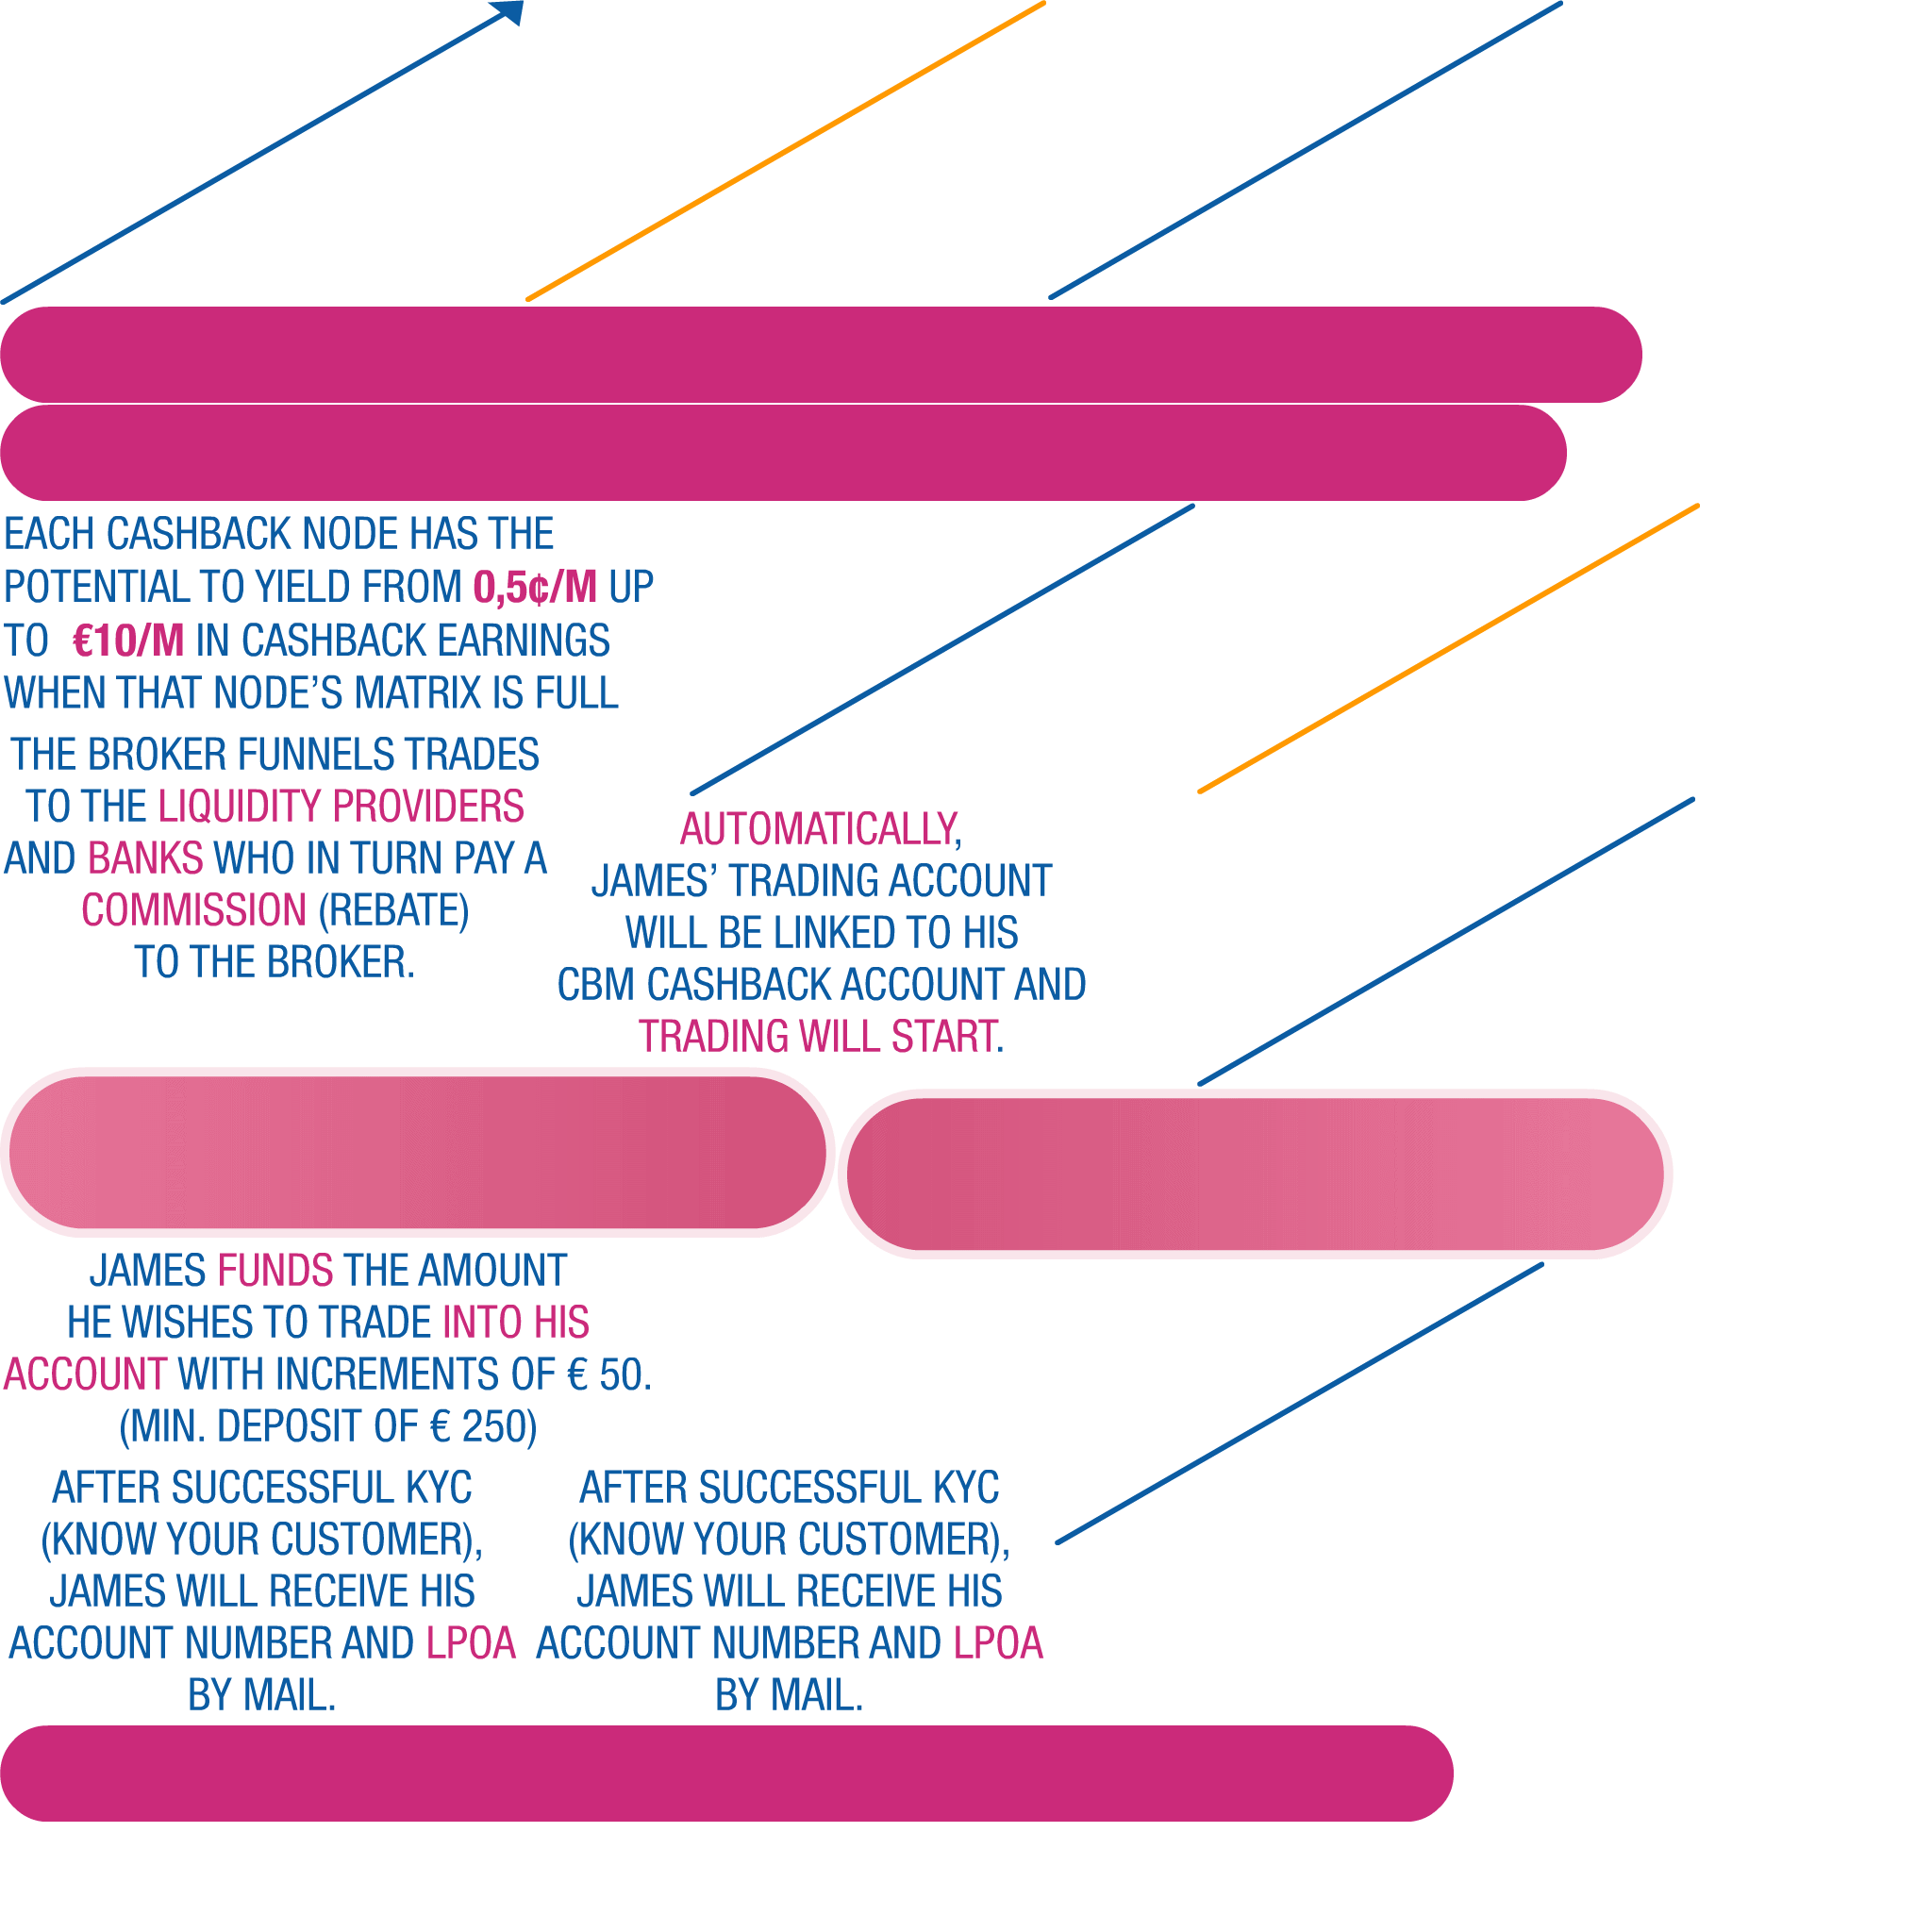 EACH CASHBACK NODE HAS THE
POTENTIAL TO YIELD FROM 0,5¢/M UP
TO €10/M IN CASHBACK EARNINGS
WHEN THAT NODE’S MATRIX IS FULL
THE BROKER FUNNELS TRADES
TO THE LIQUIDITY PROVIDERS
AND BANKS WHO IN TURN PAY A
COMMISSION (REBATE)
TO THE BROKER.
AUTOMATICALLY,
JAMES’ TRADING ACCOUNT
WILL BE LINKED TO HIS
CBM CASHBACK ACCOUNT AND
TRADING WILL START.
JAMES FUNDS THE AMOUNT
HE WISHES TO TRADE INTO HIS
ACCOUNT WITH INCREMENTS OF € 50.
(MIN. DEPOSIT OF € 250)
AFTER SUCCESSFUL KYC
(KNOW YOUR CUSTOMER),
JAMES WILL RECEIVE HIS
ACCOUNT NUMBER AND LPOA
BY MAIL.
AFTER SUCCESSFUL KYC
(KNOW YOUR CUSTOMER),
JAMES WILL RECEIVE HIS
ACCOUNT NUMBER AND LPOA
BY MAIL.